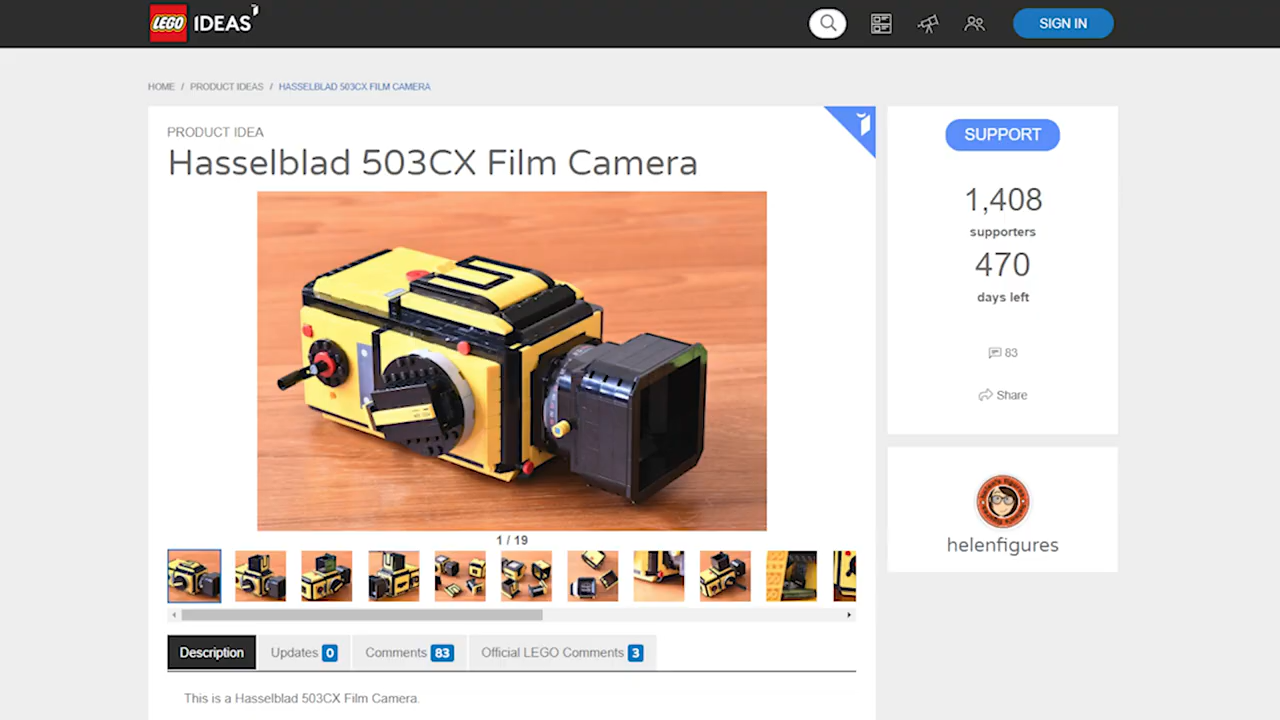 LEGO IDEAS
SIGN IN
HOME / PRODUCT IDEAS / HASSELBLAD 503CX FILM CAMERA
PRODUCT IDEA
Hasselblad 503CX Film Camera
SUPPORT
1,408
supporters
470
days left
83
Share
helenfigures
1 / 19
Description
Updates 0
Comments 83
Official LEGO Comments 3
This is a Hasselblad 503CX Film Camera.